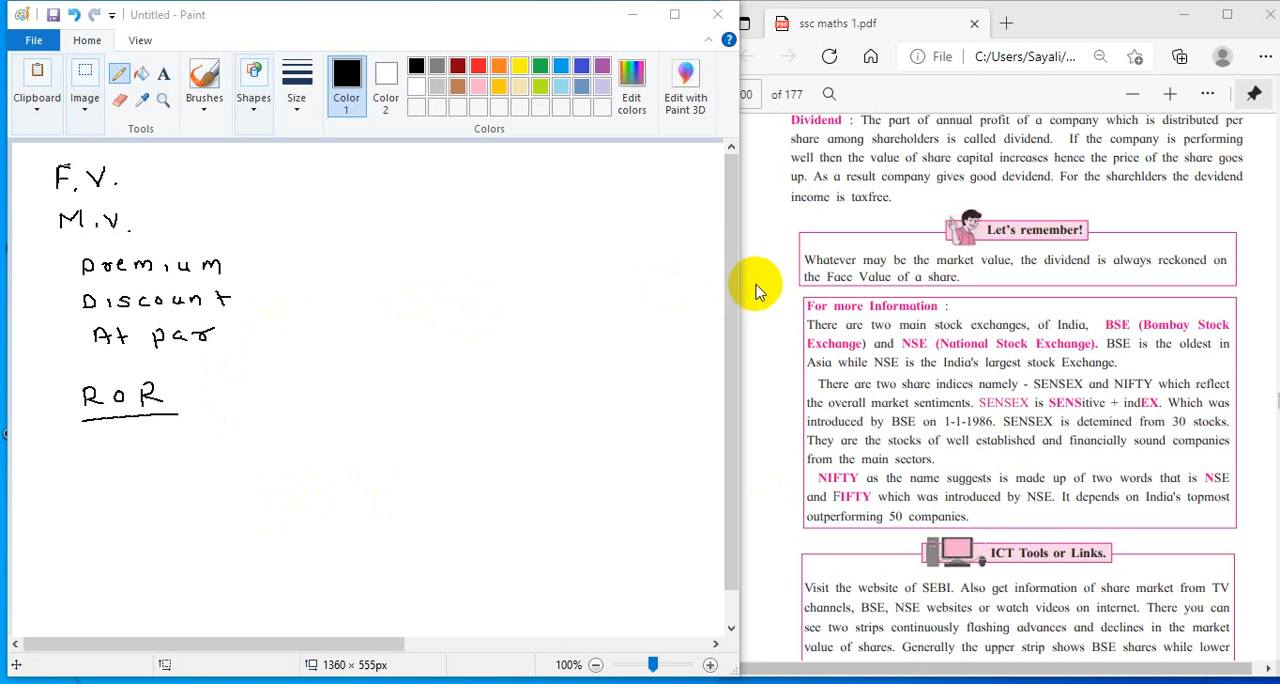 Untitled - Paint
File
Home
View
Clipboard
Image
Tools
Brushes
Shapes
Size
Color 1
Color 2
Edit colors
Edit with Paint 3D
Colors
F.V.
M.V.
Premium
Discount
At par
ROR
1360 × 555px
100%
ssc maths 1.pdf
File
C:/Users/Sayali/...
00 of 177
Dividend : The part of annual profit of a company which is distributed per
share among shareholders is called dividend. If the company is performing
well then the value of share capital increases hence the price of the share goes
up. As a result company gives good devidend. For the sharehlders the devidend
income is taxfree.
Let's remember!
Whatever may be the market value, the dividend is always reckoned on
the Face Value of a share.
For more Information :
There are two main stock exchanges, of India, BSE (Bombay Stock
Exchange) and NSE (National Stock Exchange). BSE is the oldest in
Asia while NSE is the India's largest stock Exchange.
There are two share indices namely - SENSEX and NIFTY which reflect
the overall market sentiments. SENSEX is SENSitive + indEX. Which was
introduced by BSE on 1-1-1986. SENSEX is detemined from 30 stocks.
They are the stocks of well established and financially sound companies
from the main sectors.
NIFTY as the name suggests is made up of two words that is NSE
and FIFTY which was introduced by NSE. It depends on India's topmost
outperforming 50 companies.
ICT Tools or Links.
Visit the website of SEBI. Also get information of share market from TV
channels, BSE, NSE websites or watch videos on internet. There you can
see two strips continuously flashing advances and declines in the market
value of shares. Generally the upper strip shows BSE shares while lower